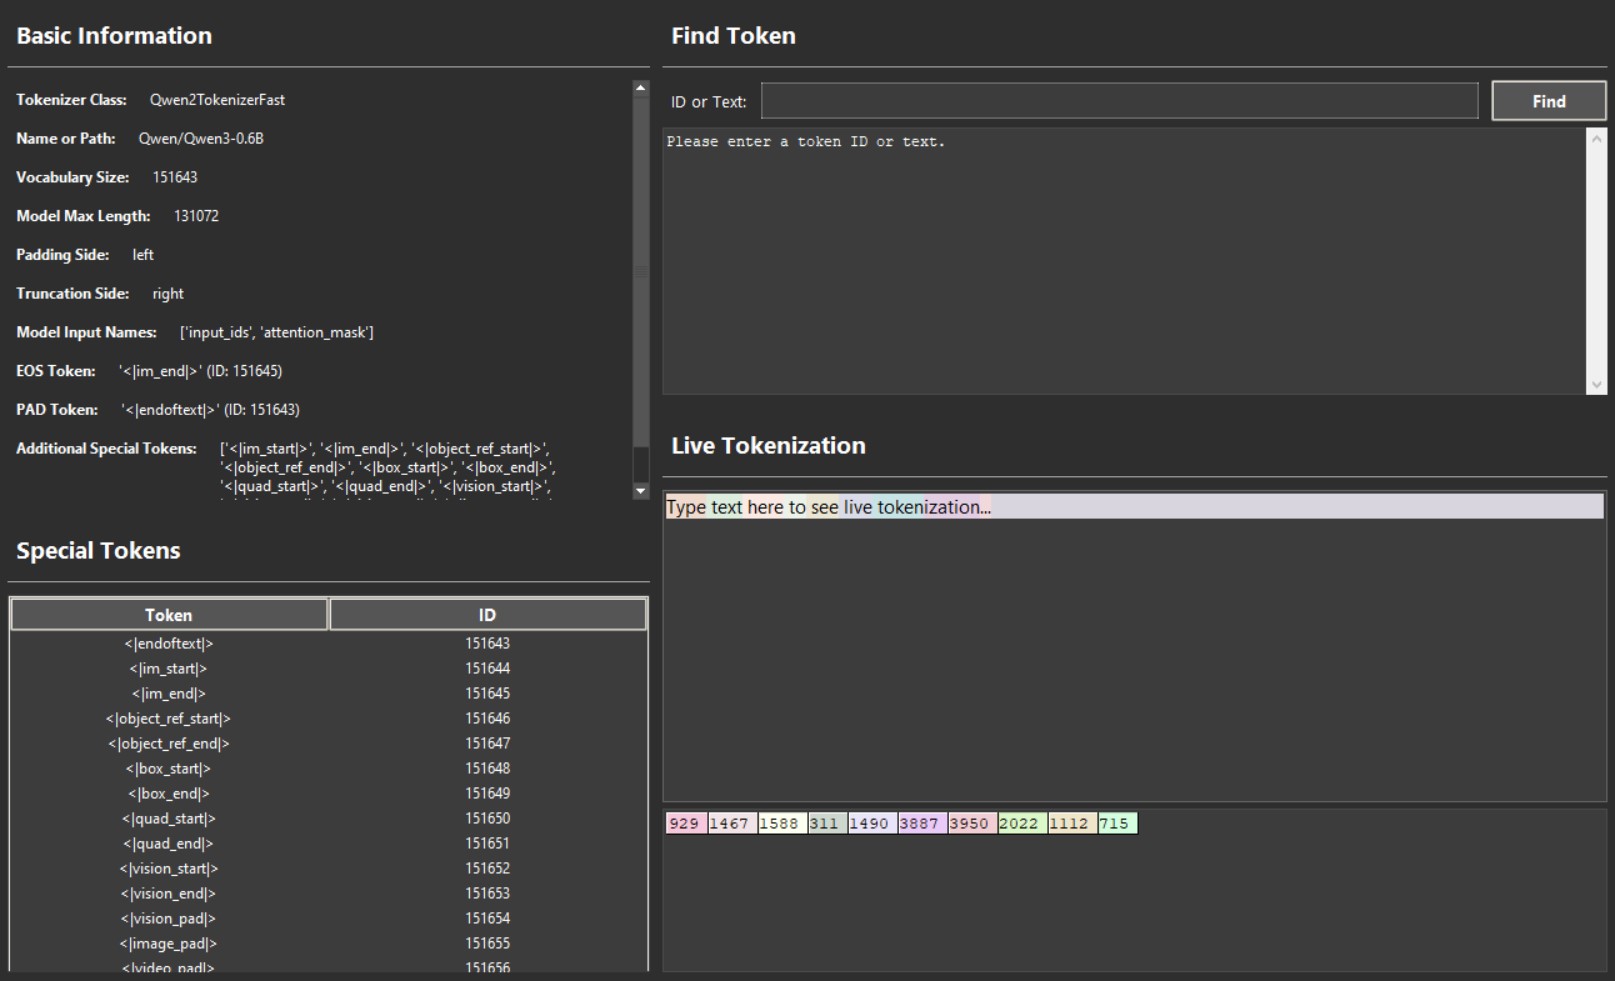 Basic Information
Tokenizer Class: Qwen2TokenizerFast
Name or Path: Qwen/Qwen3-0.6B
Vocabulary Size: 151643
Model Max Length: 131072
Padding Side: left
Truncation Side: right
Model Input Names: ['input_ids', 'attention_mask']
EOS Token: '<|im_end|>' (ID: 151645)
PAD Token: '<|endoftext|>' (ID: 151643)
Additional Special Tokens: ['<|im_start|>', '<|im_end|>', '<|object_ref_start|>',
'<|object_ref_end|>', '<|box_start|>', '<|box_end|>',
'<|quad_start|>', '<|quad_end|>', '<|vision_start|>',
Special Tokens
Token ID
<|endoftext|> 151643
<|im_start|> 151644
<|im_end|> 151645
<|object_ref_start|> 151646
<|object_ref_end|> 151647
<|box_start|> 151648
<|box_end|> 151649
<|quad_start|> 151650
<|quad_end|> 151651
<|vision_start|> 151652
<|vision_end|> 151653
<|vision_pad|> 151654
<|image_pad|> 151655
<|video_pad|> 151656
Find Token
ID or Text: Find
Please enter a token ID or text.
Live Tokenization
Type text here to see live tokenization...
929 1467 1588 311 1490 3887 3950 2022 1112 715